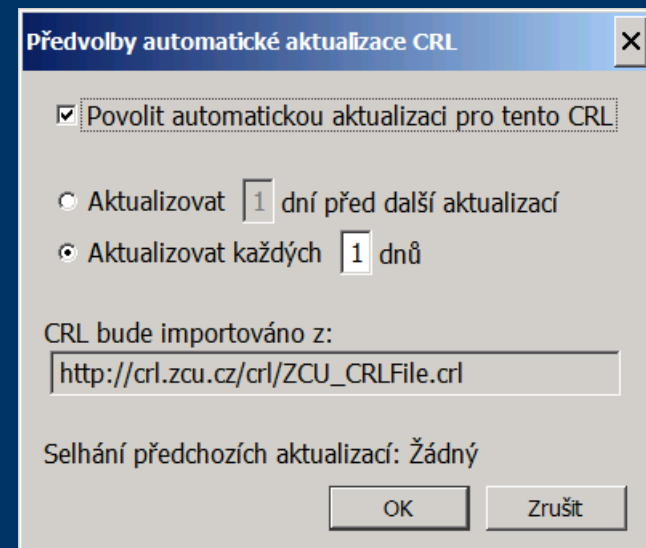 Předvolby automatické aktualizace CRL
Povolit automatickou aktualizaci pro tento CRL
Aktualizovat 1 dní před další aktualizací
Aktualizovat každých 1 dnů
CRL bude importováno z:
http://crl.zcu.cz/crl/ZCU_CRLFile.crl
Selhání předchozích aktualizací: Žádný
OK Zrušit